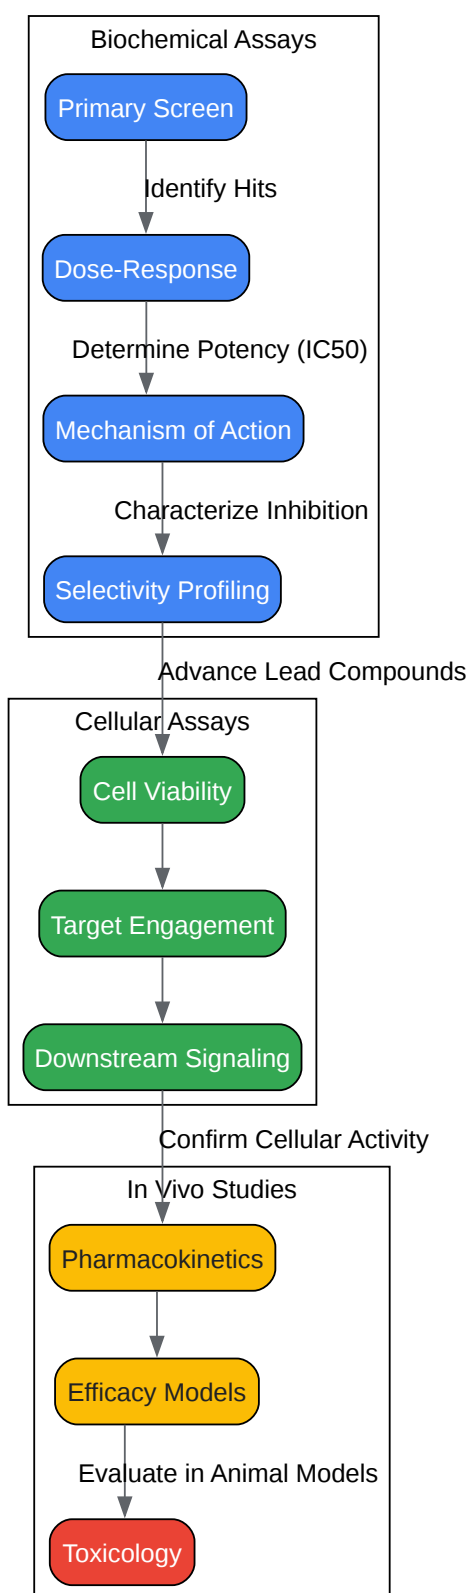 Biochemical Assays
Primary Screen
Identify Hits
Dose-Response
Determine Potency (IC50)
Mechanism of Action
Characterize Inhibition
Selectivity Profiling
Advance Lead Compounds
Cellular Assays
Cell Viability
Target Engagement
Downstream Signaling
Confirm Cellular Activity
In Vivo Studies
Pharmacokinetics
Efficacy Models
Evaluate in Animal Models
Toxicology